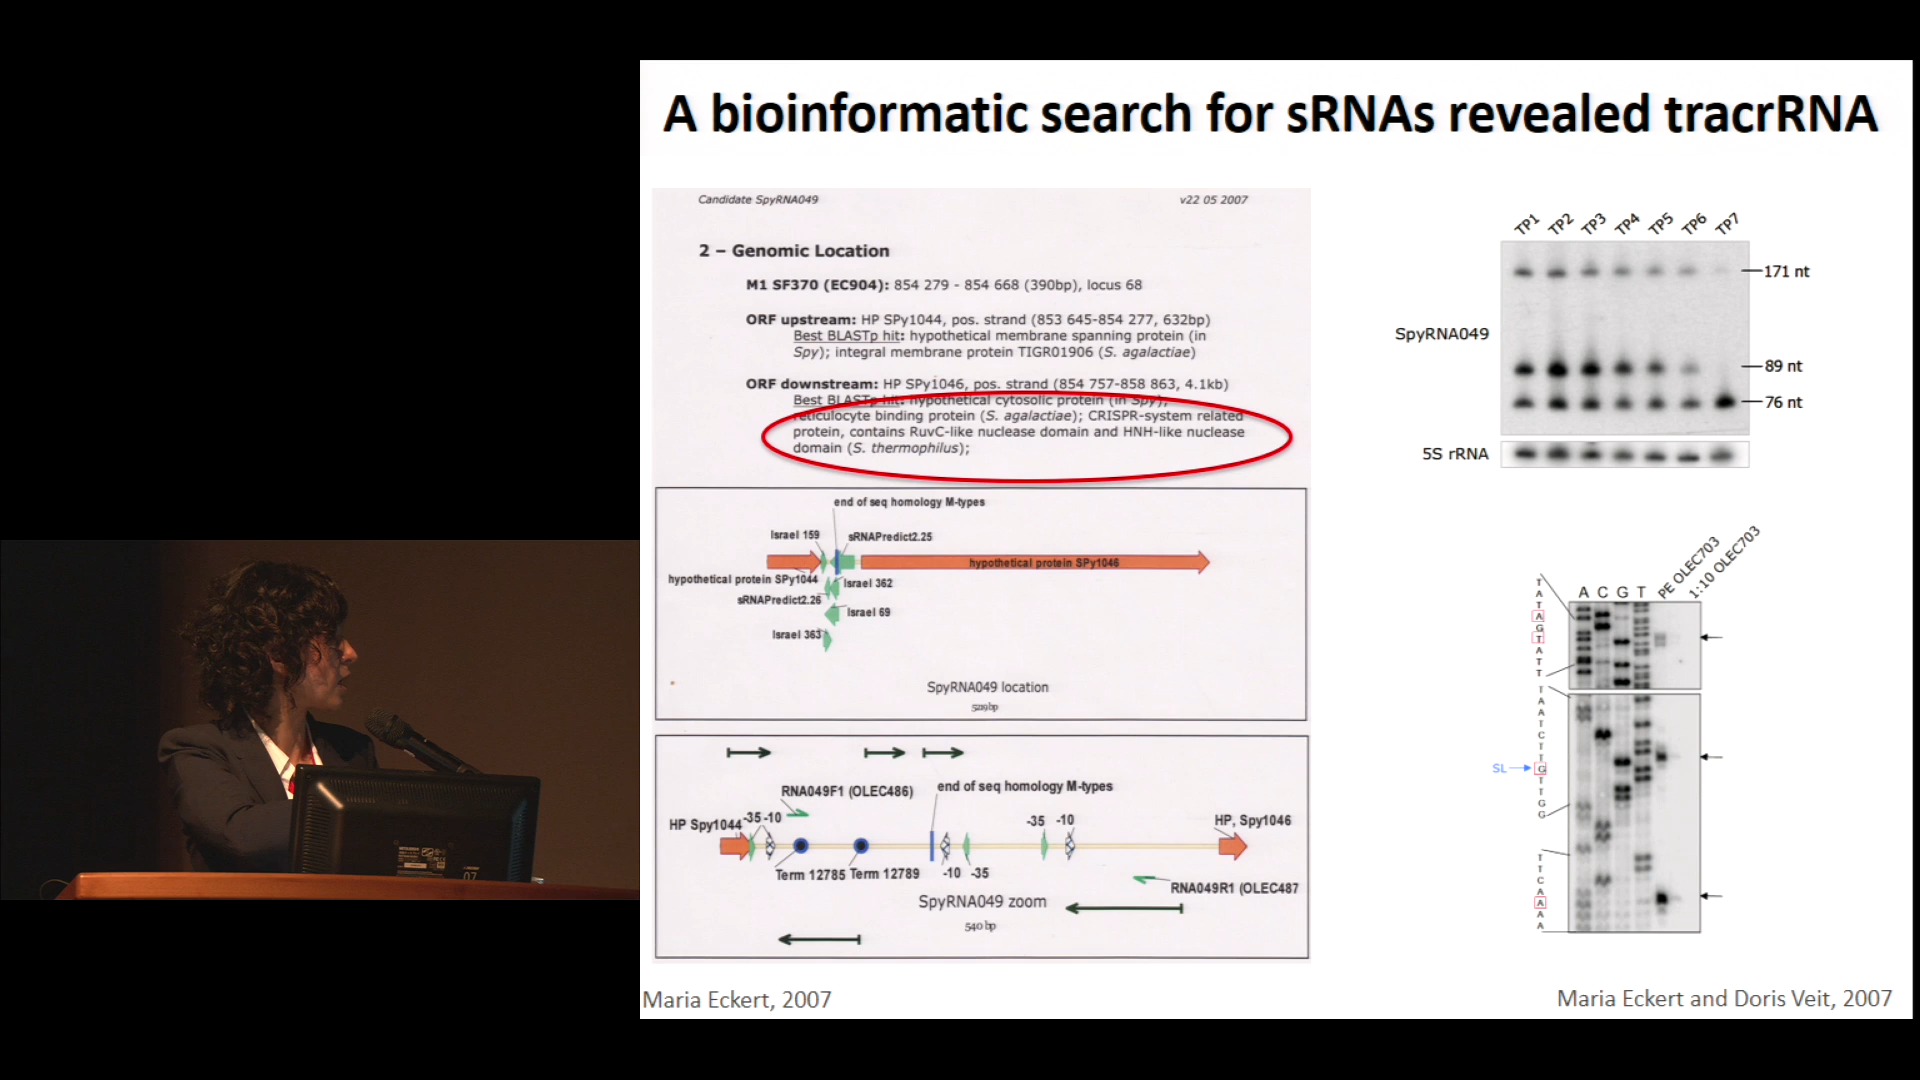 A bioinformatic search for sRNAs revealed tracrRNA
Candidate SpyRNA049
v22 05 2007
2 – Genomic Location
M1 SF370 (EC904): 854 279 - 854 668 (390bp), locus 68
ORF upstream: HP SPy1044, pos. strand (853 645-854 277, 632bp)
Best BLASTp hit: hypothetical membrane spanning protein (in
Spy); integral membrane protein TIGR01906 (S. agalactiae)
ORF downstream: HP SPy1046, pos. strand (854 757-858 863, 4.1kb)
Best BLASTp hit: hypothetical cytosolic protein (in Spy);
reticulocyte binding protein (S. agalactiae); CRISPR-system related
protein, contains RuvC-like nuclease domain and HNH-like nuclease
domain (S. thermophilus);
end of seq homology M-types
Israel 159
sRNAPredict2.25
hypothetical protein SPy1046
hypothetical protein SPy1044
Israel 362
sRNAPredict2.26
Israel 69
Israel 363
SpyRNA049 location
5219bp
RNA049F1 (OLEC486)
end of seq homology M-types
HP Spy1044
-35 -10
-35
-10
HP, Spy1046
Term 12785
Term 12789
-10
-35
RNA049R1 (OLEC487
SpyRNA049 zoom
540 bp
Maria Eckert, 2007
TP1 TP2 TP3 TP4 TP5 TP6 TP7
171 nt
SpyRNA049
89 nt
76 nt
5S rRNA
PE OLEC703
1:10 OLEC703
A C G T
T
A
T
A
G
T
A
T
T
T
A
A
T
C
T
T
G
T
T
G
G
SL
T
T
C
A
A
A
A
Maria Eckert and Doris Veit, 2007
07